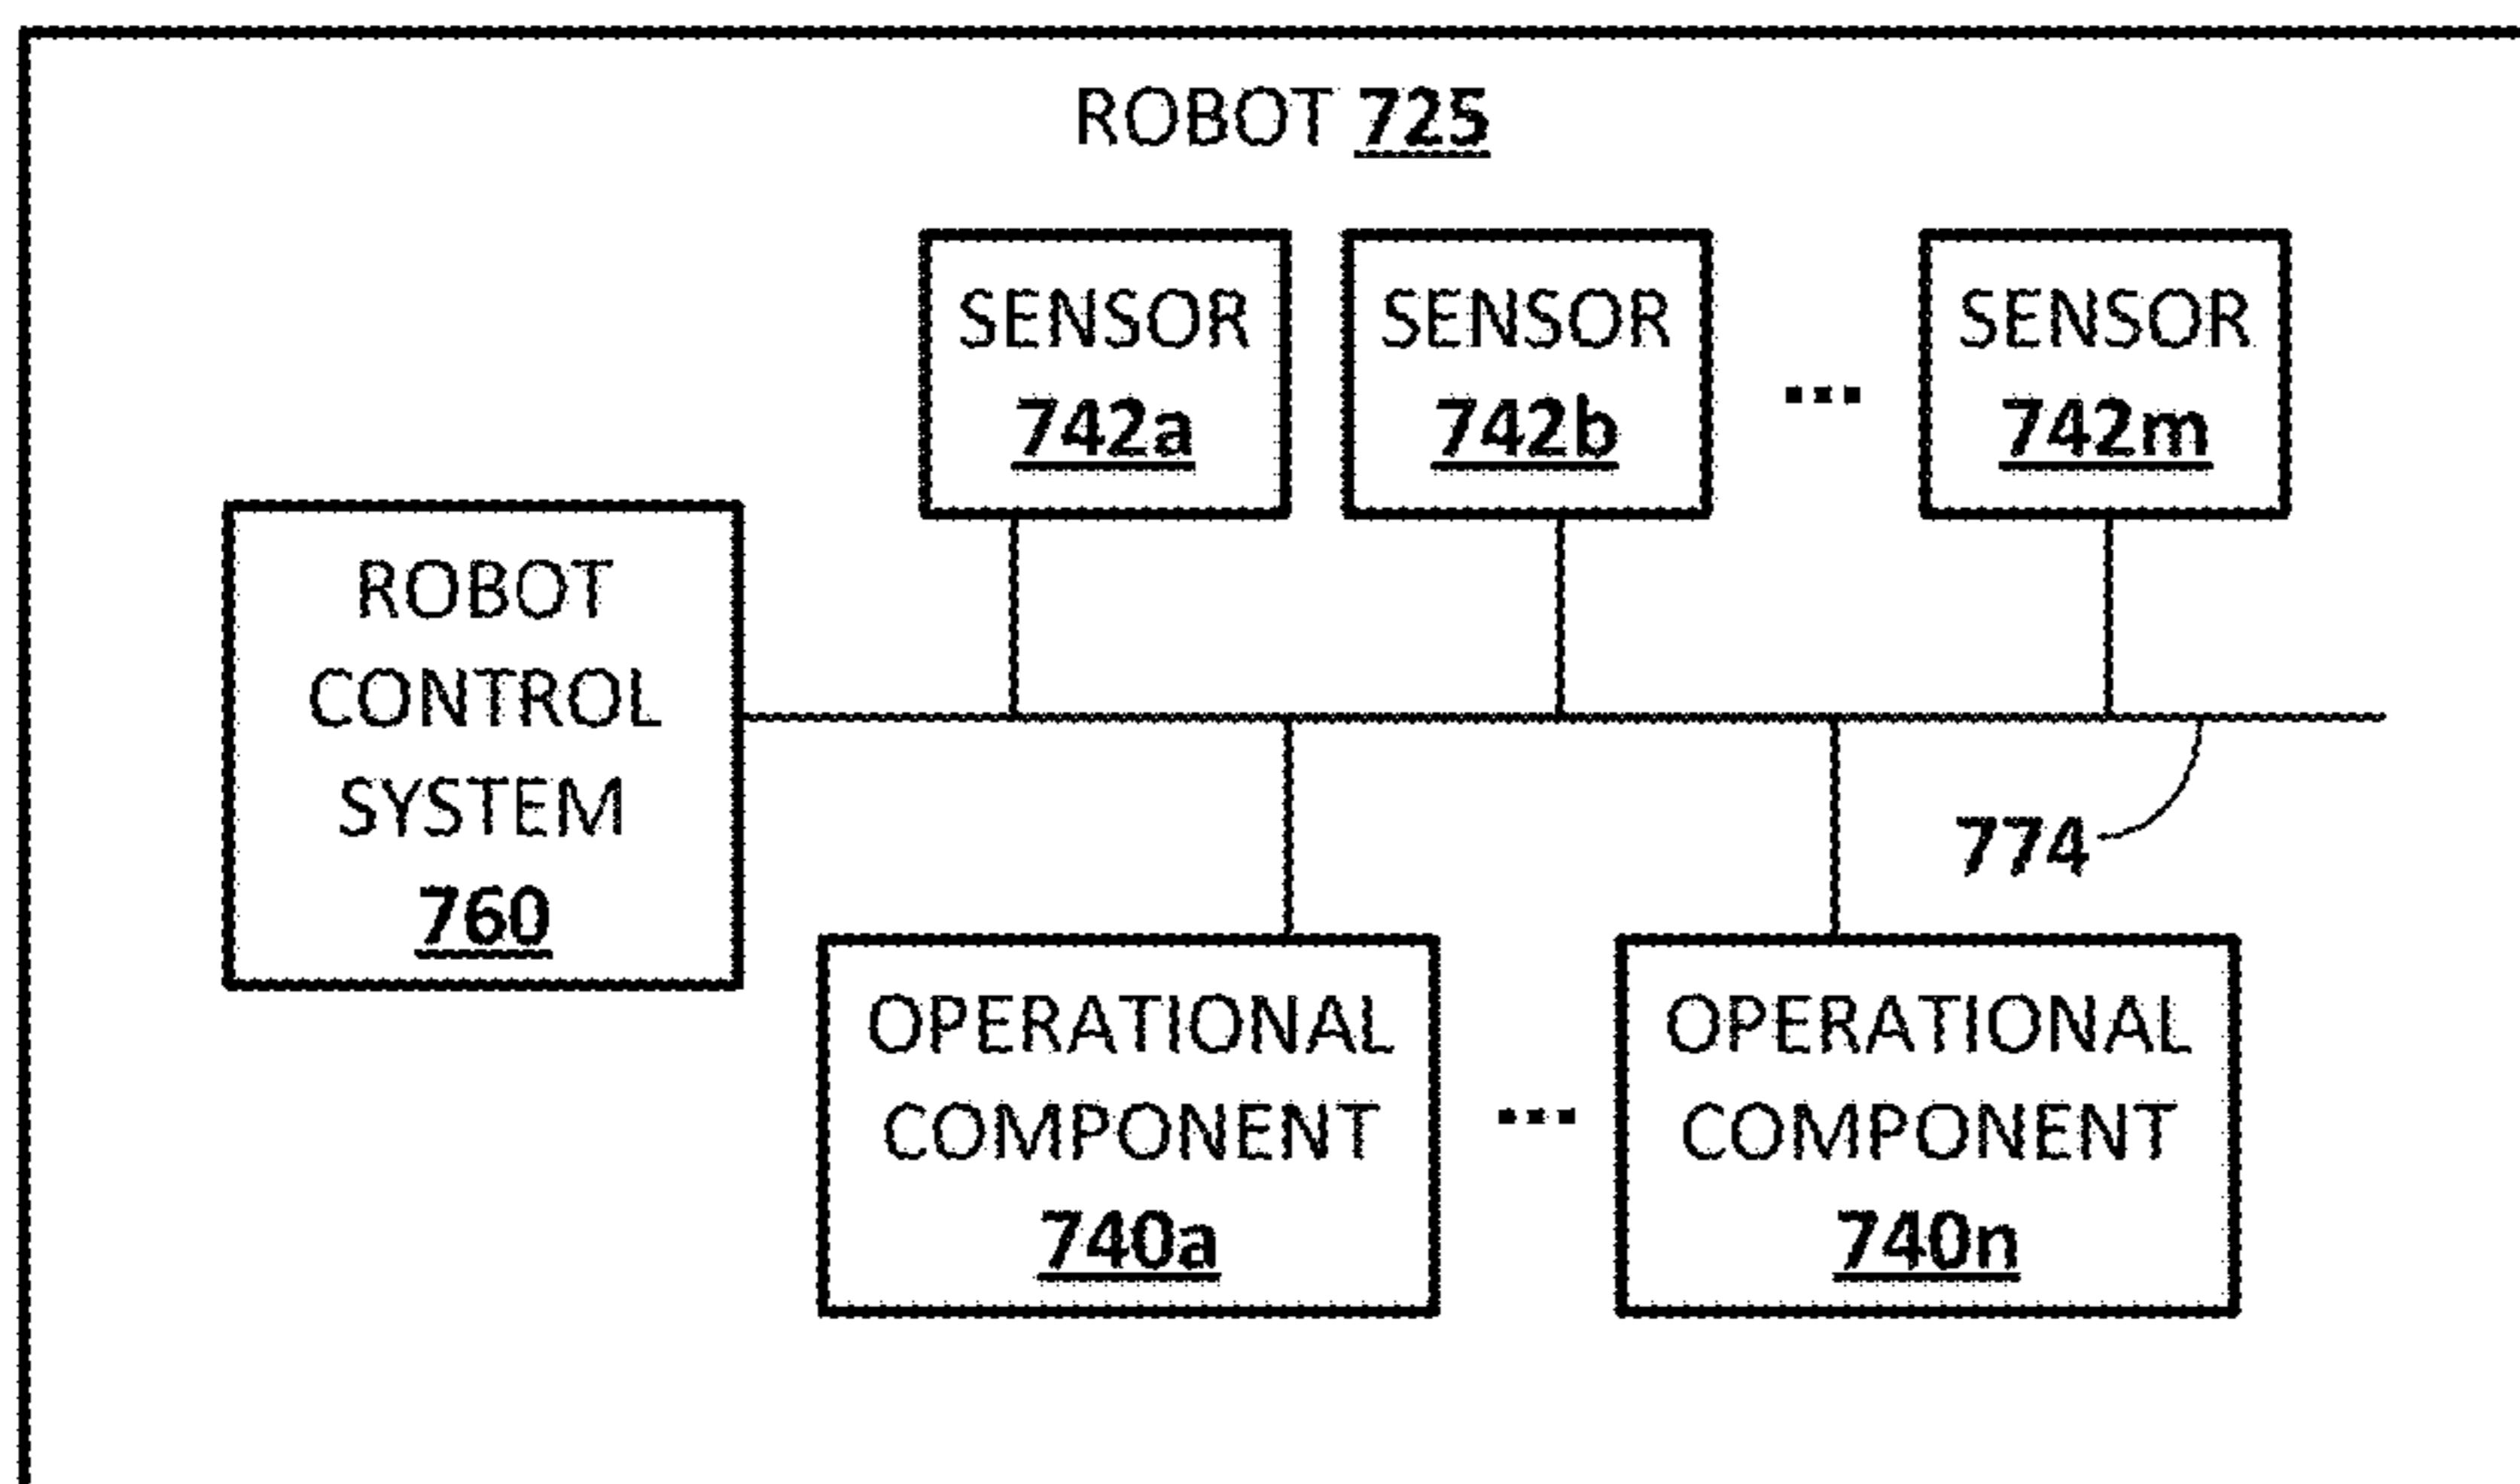 ROBOT 725
SENSOR
742a
SENSOR
742b
...
SENSOR
742m
ROBOT
CONTROL
SYSTEM
760
774
OPERATIONAL
COMPONENT
740a
...
OPERATIONAL
COMPONENT
740n